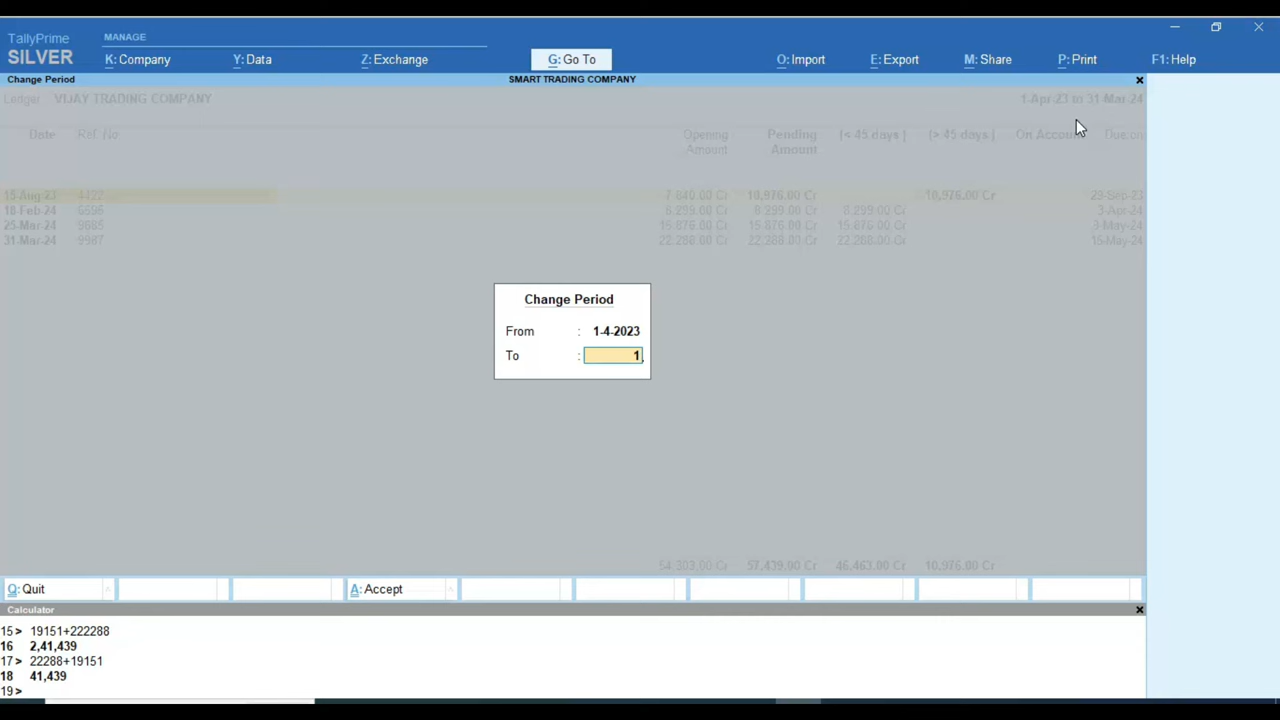 TallyPrime
SILVER
MANAGE
K: Company
Y: Data
Z: Exchange
G: Go To
O: Import
E: Export
M: Share
P: Print
F1: Help
Change Period
SMART TRADING COMPANY
Ledger: VIJAY TRADING COMPANY
1-Apr-23 to 31-Mar-24
Date Ref. No. Opening Amount Pending Amount (< 45 days ) (> 45 days ) On Account Due on
15-Aug-23 4422 7,840.00 Cr 10,976.00 Cr 10,976.00 Cr 29-Sep-23
18-Feb-24 8,299.00 Cr 8,299.00 Cr 8,299.00 Cr 3-Apr-24
25-Mar-24 15,876.00 Cr 15,876.00 Cr 15,876.00 Cr 3-May-24
31-Mar-24 22,288.00 Cr 22,288.00 Cr 22,288.00 Cr 15-May-24
Change Period
From : 1-4-2023
To : 1
54,303.00 Cr 57,439.00 Cr 46,463.00 Cr 10,976.00 Cr
Q: Quit
A: Accept
Calculator
15> 19151+222288
16 2,41,439
17> 22288+19151
18 41,439
19>